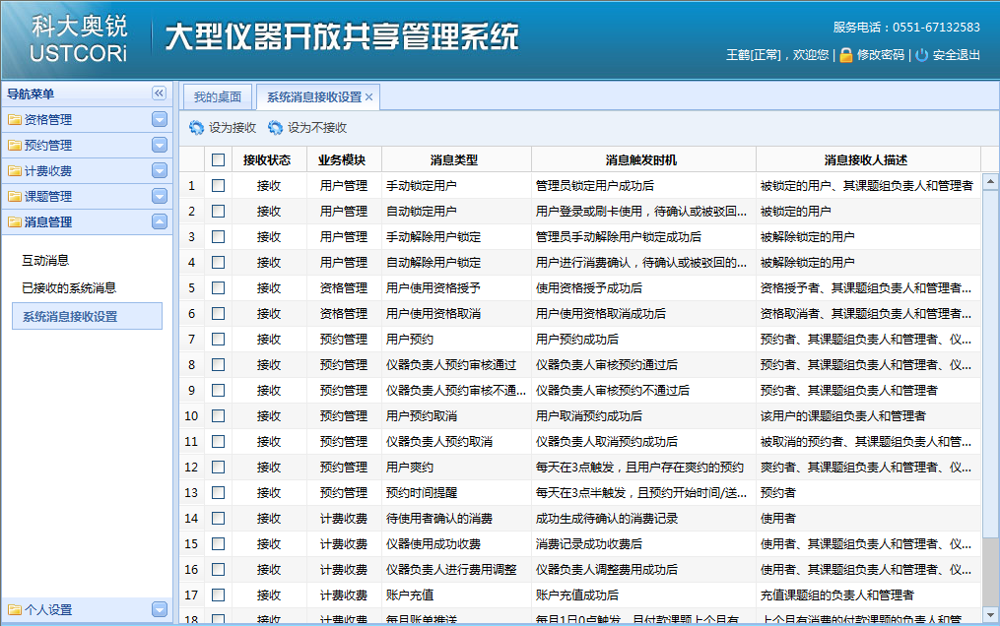 科大奥锐
USTCORi
大型仪器开放共享管理系统
服务电话：0551-67132583
王鹤[正常]，欢迎您 | 修改密码 | 安全退出
导航菜单
资格管理
预约管理
计费收费
课题管理
消息管理
互动消息
已接收的系统消息
系统消息接收设置
个人设置
我的桌面 系统消息接收设置
设为接收 设为不接收
接收状态 业务模块 消息类型 消息触发时机 消息接收人描述
1 接收 用户管理 手动锁定用户 管理员锁定用户成功后 被锁定的用户、其课题组负责人和管理者
2 接收 用户管理 自动锁定用户 用户登录或刷卡使用，待确认或被驳回... 被锁定的用户
3 接收 用户管理 手动解除用户锁定 管理员手动解除用户锁定成功后 被解除锁定的用户
4 接收 用户管理 自动解除用户锁定 用户进行消费确认，待确认或被驳回的... 被解除锁定的用户
5 接收 资格管理 用户使用资格授予 使用资格授予成功后 资格授予者、其课题组负责人和管理者...
6 接收 资格管理 用户使用资格取消 用户使用资格取消成功后 资格取消者、其课题组负责人和管理者...
7 接收 预约管理 用户预约 用户预约成功后 预约者、其课题组负责人和管理者、仪...
8 接收 预约管理 仪器负责人预约审核通过 仪器负责人审核预约通过后 预约者、其课题组负责人和管理者、仪...
9 接收 预约管理 仪器负责人预约审核不通... 仪器负责人审核预约不通过后 预约者、其课题组负责人和管理者
10 接收 预约管理 用户预约取消 用户取消预约成功后 该用户的课题组负责人和管理者
11 接收 预约管理 仪器负责人预约取消 仪器负责人取消预约成功后 被取消的预约者、其课题组负责人和管...
12 接收 预约管理 用户爽约 每天在3点触发，且用户存在爽约的预约 爽约者、其课题组负责人和管理者、仪...
13 接收 预约管理 预约时间提醒 每天在3点半触发，且预约开始时间/送... 预约者
14 接收 计费收费 待使用者确认的消费 成功生成待确认的消费记录 使用者
15 接收 计费收费 仪器使用成功收费 消费记录成功收费后 使用者、其课题组负责人和管理者、仪...
16 接收 计费收费 仪器负责人进行费用调整 仪器负责人调整费用成功后 使用者、其课题组负责人和管理者、仪...
17 接收 计费收费 账户充值 账户充值成功后 充值课题组的负责人和管理者
18 接收 计费收费 每月账单推送 每月1日0点触发，且付款课题上个月有... 上个月有消费的付款课题的负责人和管...